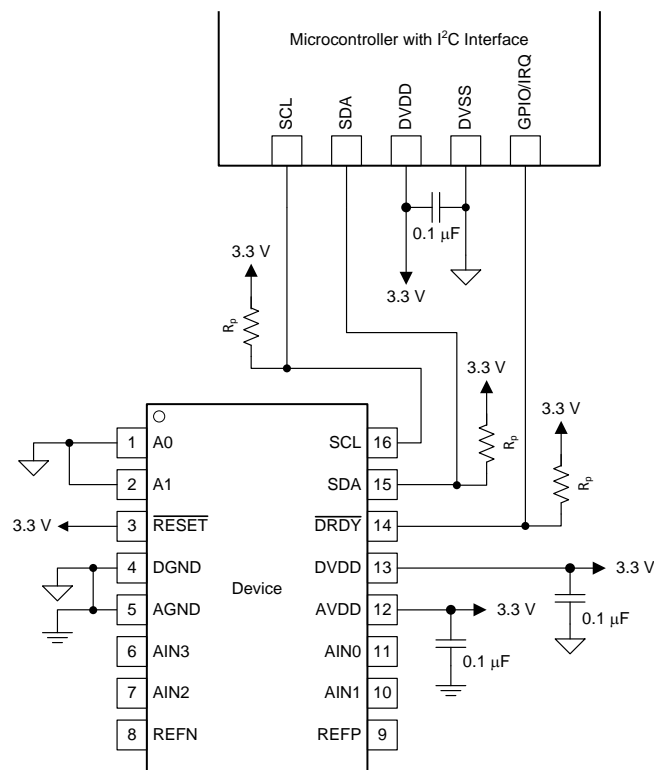 Microcontroller with I²C Interface
SCL
SDA
DVDD
DVSS
GPIO/IRQ
0.1 μF
3.3 V
3.3 V
Rp
3.3 V
Rp
3.3 V
Rp
1 A0
SCL 16
2 A1
SDA 15
3.3 V
3 RESET
DRDY 14
4 DGND
DVDD 13
3.3 V
Device
5 AGND
AVDD 12
3.3 V
0.1 μF
6 AIN3
AIN0 11
0.1 μF
7 AIN2
AIN1 10
8 REFN
REFP 9